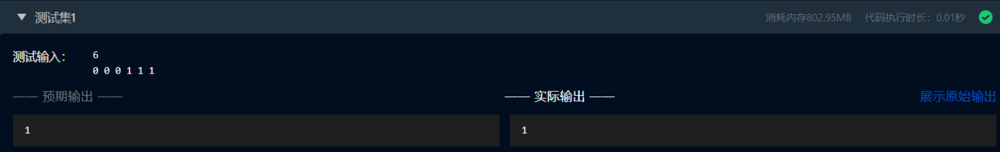 ▼ 测试集1 消耗内存802.95MB 代码执行时长：0.01秒
测试输入： 6
0 0 0 1 1 1
—— 预期输出 —— —— 实际输出 —— 展示原始输出
1 1